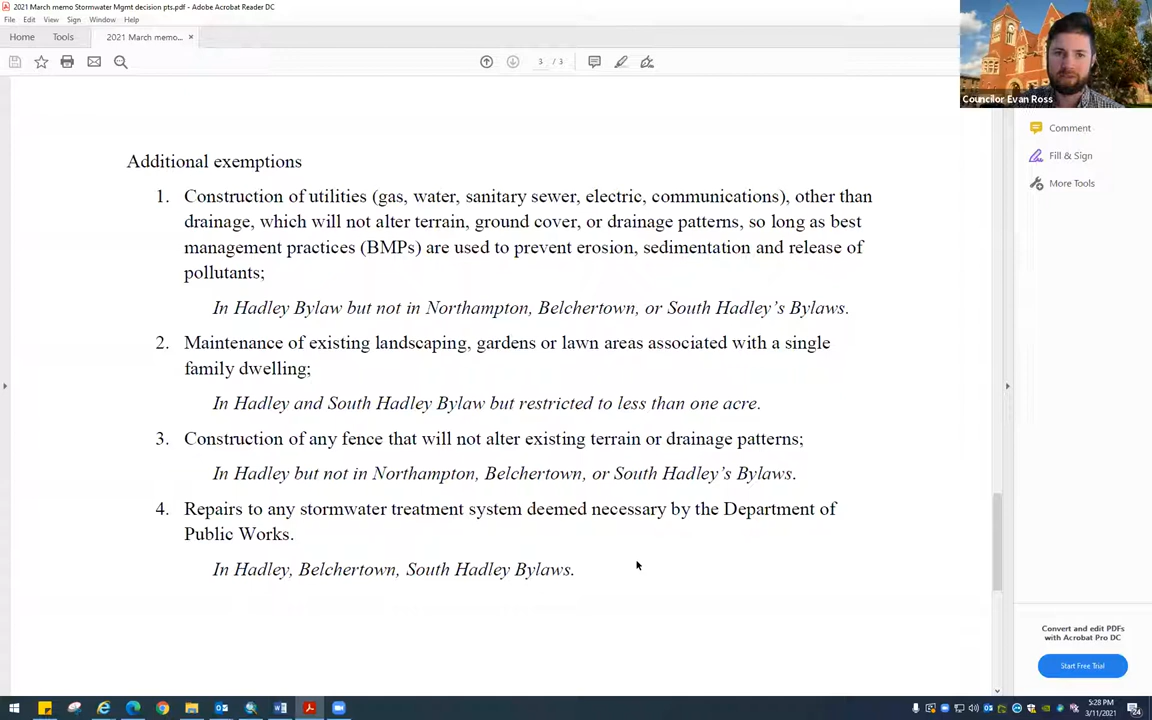 2021 March memo Stormwater Mgmt decision pts.pdf - Adobe Acrobat Reader DC
File Edit View Sign Window Help
Home Tools 2021 March memo... ×
3 / 3
Councilor Evan Ross
Comment
Fill & Sign
More Tools
Additional exemptions
1. Construction of utilities (gas, water, sanitary sewer, electric, communications), other than
drainage, which will not alter terrain, ground cover, or drainage patterns, so long as best
management practices (BMPs) are used to prevent erosion, sedimentation and release of
pollutants;
In Hadley Bylaw but not in Northampton, Belchertown, or South Hadley's Bylaws.
2. Maintenance of existing landscaping, gardens or lawn areas associated with a single
family dwelling;
In Hadley and South Hadley Bylaw but restricted to less than one acre.
3. Construction of any fence that will not alter existing terrain or drainage patterns;
In Hadley but not in Northampton, Belchertown, or South Hadley's Bylaws.
4. Repairs to any stormwater treatment system deemed necessary by the Department of
Public Works.
In Hadley, Belchertown, South Hadley Bylaws.
Convert and edit PDFs
with Acrobat Pro DC
Start Free Trial
5:28 PM
3/11/2021
24